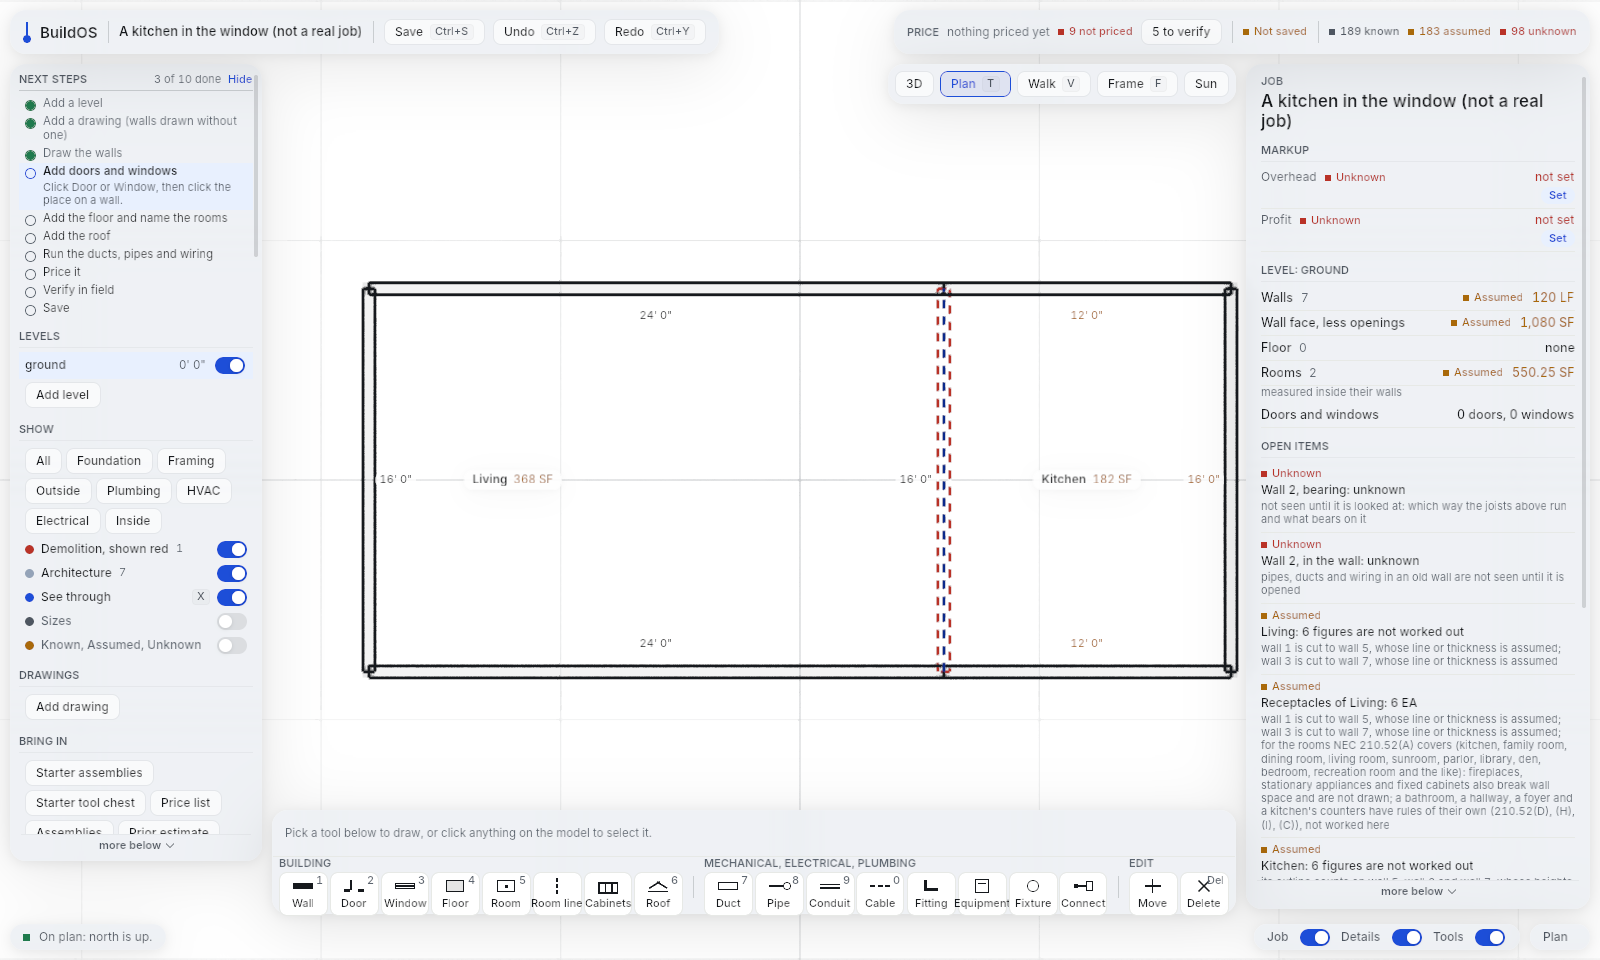 BuildOS
A kitchen in the window (not a real job)
Save Ctrl+S
Undo Ctrl+Z
Redo Ctrl+Y
PRICE nothing priced yet 9 not priced 5 to verify Not saved 189 known 183 assumed 98 unknown
3D
Plan T
Walk V
Frame F
Sun
NEXT STEPS 3 of 10 done Hide
Add a level
Add a drawing (walls drawn without
one)
Draw the walls
Add doors and windows
Click Door or Window, then click the
place on a wall.
Add the floor and name the rooms
Add the roof
Run the ducts, pipes and wiring
Price it
Verify in field
Save
LEVELS
ground 0' 0"
Add level
SHOW
All Foundation Framing
Outside Plumbing HVAC
Electrical Inside
Demolition, shown red 1
Architecture 7
See through X
Sizes
Known, Assumed, Unknown
DRAWINGS
Add drawing
BRING IN
Starter assemblies
Starter tool chest Price list
Assemblies Prior estimate
more below
On plan: north is up.
24' 0" 12' 0"
16' 0" Living 368 SF 16' 0" Kitchen 182 SF 16' 0"
24' 0" 12' 0"
Pick a tool below to draw, or click anything on the model to select it.
BUILDING
1 Wall
2 Door
3 Window
4 Floor
5 Room
Room line
Cabinets
6 Roof
MECHANICAL, ELECTRICAL, PLUMBING
7 Duct
8 Pipe
9 Conduit
0 Cable
Fitting
Equipment
Fixture
Connect
EDIT
Move
Del Delete
JOB
A kitchen in the window (not a real
job)
MARKUP
Overhead Unknown not set
Set
Profit Unknown not set
Set
LEVEL: GROUND
Walls 7 Assumed 120 LF
Wall face, less openings Assumed 1,080 SF
Floor 0 none
Rooms 2 Assumed 550.25 SF
measured inside their walls
Doors and windows 0 doors, 0 windows
OPEN ITEMS
Unknown
Wall 2, bearing: unknown
not seen until it is looked at: which way the joists above run
and what bears on it
Unknown
Wall 2, in the wall: unknown
pipes, ducts and wiring in an old wall are not seen until it is
opened
Assumed
Living: 6 figures are not worked out
wall 1 is cut to wall 5, whose line or thickness is assumed;
wall 3 is cut to wall 7, whose line or thickness is assumed
Assumed
Receptacles of Living: 6 EA
wall 1 is cut to wall 5, whose line or thickness is assumed;
wall 3 is cut to wall 7, whose line or thickness is assumed;
for the rooms NEC 210.52(A) covers (kitchen, family room,
dining room, living room, sunroom, parlor, library, den,
bedroom, recreation room and the like): fireplaces,
stationary appliances and fixed cabinets also break wall
space and are not drawn; a bathroom, a hallway, a foyer and
a kitchen's counters have rules of their own (210.52(D), (H),
(I), (C)), not worked here
Assumed
Kitchen: 6 figures are not worked out
more below
Job Details Tools Plan